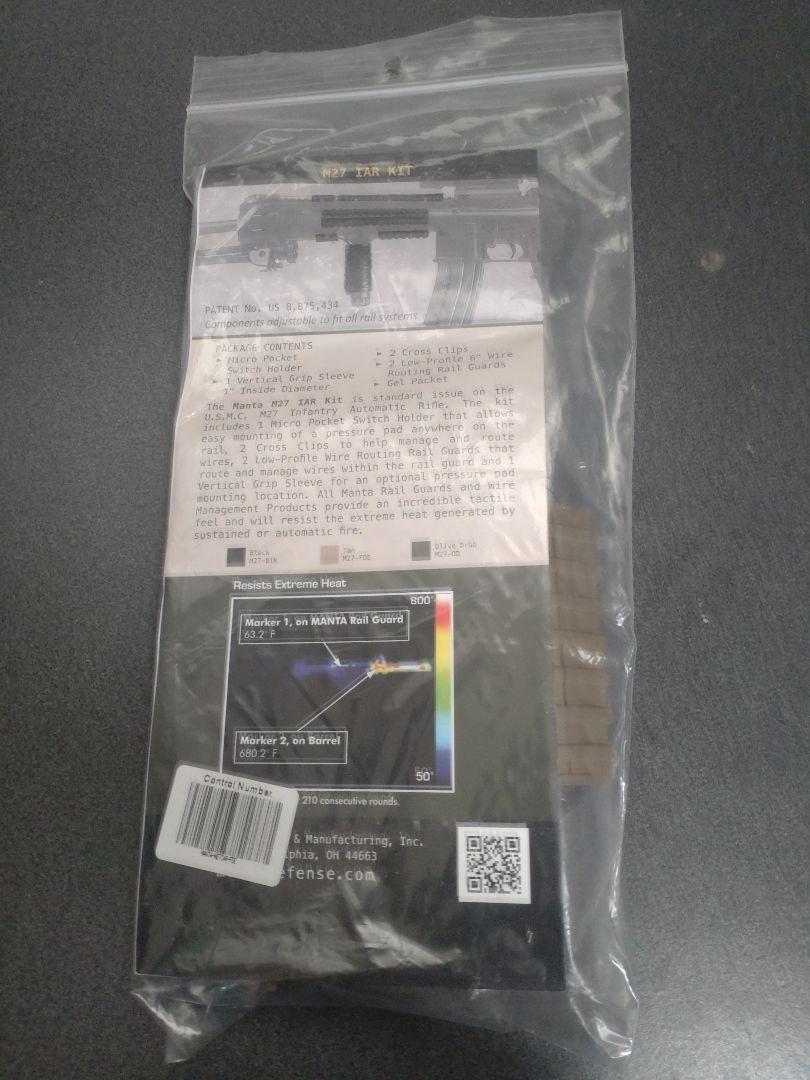 M27 IAR KIT
PATENT No. US 8,875,434
Components adjustable to fit all rail systems
PACKAGE CONTENTS
► Micro Pocket
Switch Holder
► 1 Vertical Grip Sleeve
1" Inside Diameter
► 2 Cross Clips
► 2 Low-Profile 6" Wire
Routing Rail Guards
► Gel Packet
The Manta M27 IAR Kit is standard issue on the
U.S.M.C. M27 Infantry Automatic Rifle. The kit
includes 1 Micro Pocket Switch Holder that allows
easy mounting of a pressure pad anywhere on the
rail, 2 Cross Clips to help manage and route
wires, 2 Low-Profile Wire Routing Rail Guards that
route and manage wires within the rail guard and 1
Vertical Grip Sleeve for an optional pressure pad
mounting location. All Manta Rail Guards and Wire
Management Products provide an incredible tactile
feel and will resist the extreme heat generated by
sustained or automatic fire.
Black
M27-Blk
Tan
M27-FDE
Olive Drab
M27-OD
Resists Extreme Heat
800°
Marker 1, on MANTA Rail Guard
63.2° F
Marker 2, on Barrel
680.2° F
50°
210 consecutive rounds.
Control Number
& Manufacturing, Inc.
lphia, OH 44663
efense.com